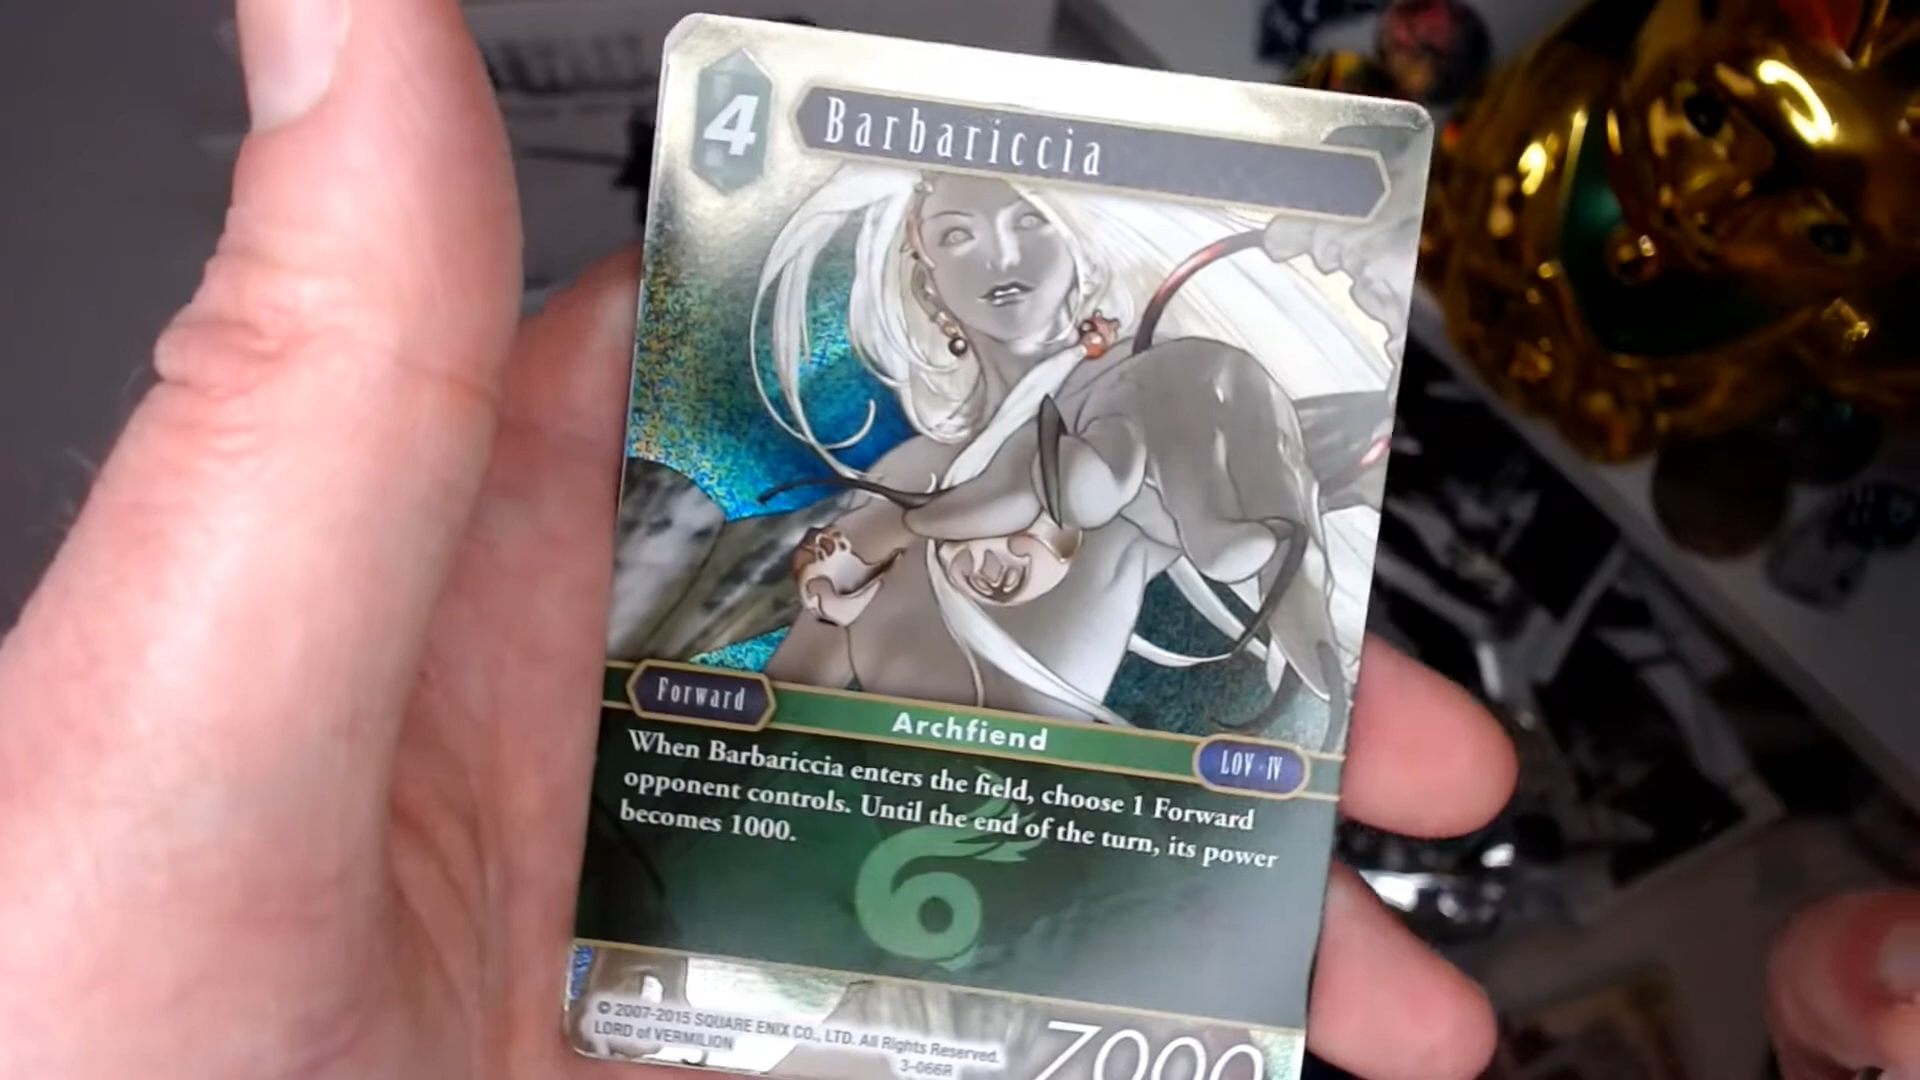 4
Barbariccia
Forward
Archfiend
LOV·IV
When Barbariccia enters the field, choose 1 Forward
opponent controls. Until the end of the turn, its power
becomes 1000.
© 2007-2015 SQUARE ENIX CO., LTD. All Rights Reserved.
LORD of VERMILION
3-066R
7000